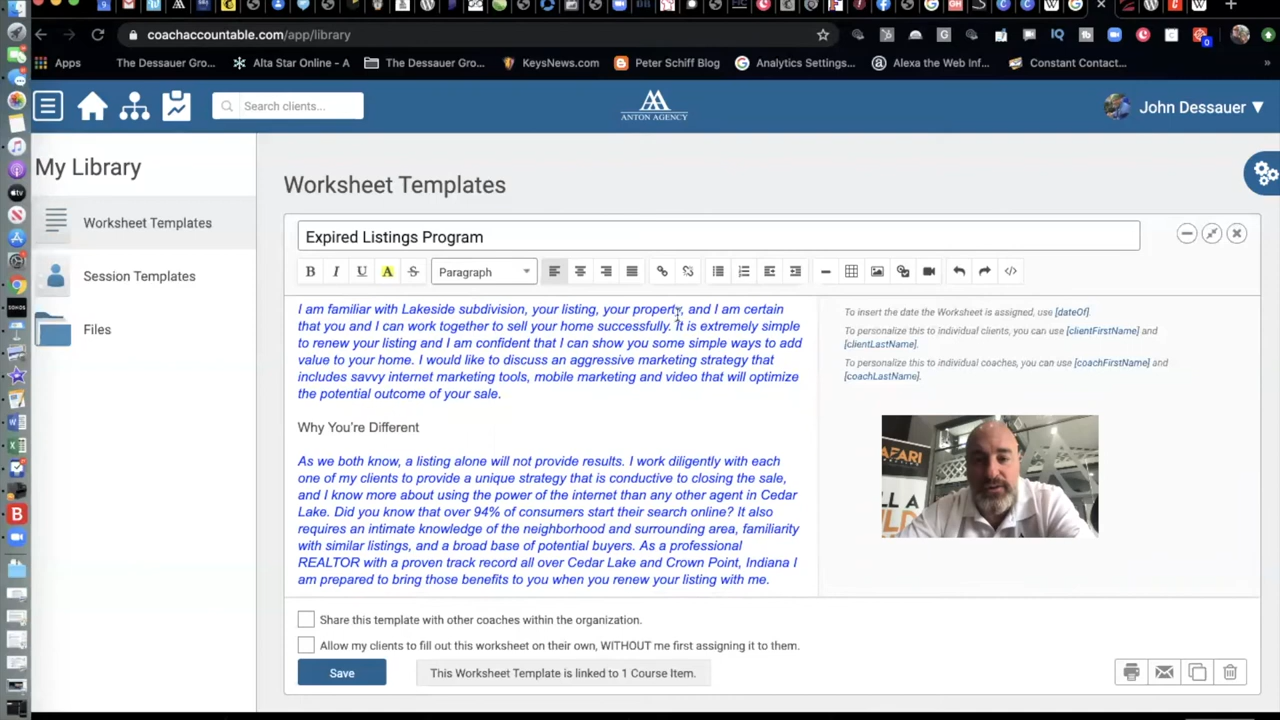 coachaccountable.com/app/library
Apps
The Dessauer Gro...
Alta Star Online - A
The Dessauer Gro...
KeysNews.com
Peter Schiff Blog
Analytics Settings...
Alexa the Web Inf...
Constant Contact...
»
Search clients...
ANTON AGENCY
John Dessauer
My Library
Worksheet Templates
Session Templates
Files
Worksheet Templates
Expired Listings Program
B I U A S Paragraph
I am familiar with Lakeside subdivision, your listing, your property, and I am certain
that you and I can work together to sell your home successfully. It is extremely simple
to renew your listing and I am confident that I can show you some simple ways to add
value to your home. I would like to discuss an aggressive marketing strategy that
includes savvy internet marketing tools, mobile marketing and video that will optimize
the potential outcome of your sale.
Why You're Different
As we both know, a listing alone will not provide results. I work diligently with each
one of my clients to provide a unique strategy that is conductive to closing the sale,
and I know more about using the power of the internet than any other agent in Cedar
Lake. Did you know that over 94% of consumers start their search online? It also
requires an intimate knowledge of the neighborhood and surrounding area, familiarity
with similar listings, and a broad base of potential buyers. As a professional
REALTOR with a proven track record all over Cedar Lake and Crown Point, Indiana I
am prepared to bring those benefits to you when you renew your listing with me.
To insert the date the Worksheet is assigned, use [dateOf].
To personalize this to individual clients, you can use [clientFirstName] and
[clientLastName].
To personalize this to individual coaches, you can use [coachFirstName] and
[coachLastName].
AFARI
Share this template with other coaches within the organization.
Allow my clients to fill out this worksheet on their own, WITHOUT me first assigning it to them.
Save
This Worksheet Template is linked to 1 Course Item.